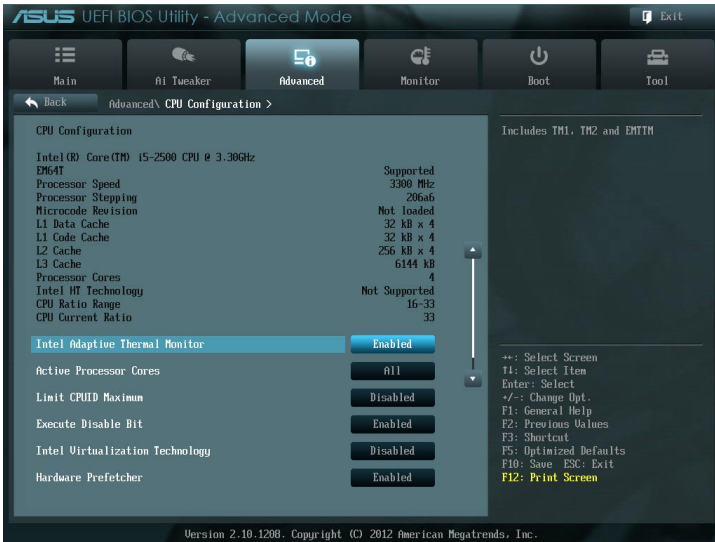 ASUS UEFI BIOS Utility - Advanced Mode
Exit
Main Ai Tweaker Advanced Monitor Boot Tool
Back Advanced\ CPU Configuration >
CPU Configuration
Intel(R) Core(TM) i5-2500 CPU @ 3.30GHz
EM64T Supported
Processor Speed 3300 MHz
Processor Stepping 206a6
Microcode Revision Not loaded
L1 Data Cache 32 kB x 4
L1 Code Cache 32 kB x 4
L2 Cache 256 kB x 4
L3 Cache 6144 kB
Processor Cores 4
Intel HT Technology Not Supported
CPU Ratio Range 16-33
CPU Current Ratio 33
Intel Adaptive Thermal Monitor Enabled
Active Processor Cores All
Limit CPUID Maximum Disabled
Execute Disable Bit Enabled
Intel Virtualization Technology Disabled
Hardware Prefetcher Enabled
Includes TM1, TM2 and EMTTM
→←: Select Screen
↑↓: Select Item
Enter: Select
+/-: Change Opt.
F1: General Help
F2: Previous Values
F3: Shortcut
F5: Optimized Defaults
F10: Save ESC: Exit
F12: Print Screen
Version 2.10.1208. Copyright (C) 2012 American Megatrends, Inc.